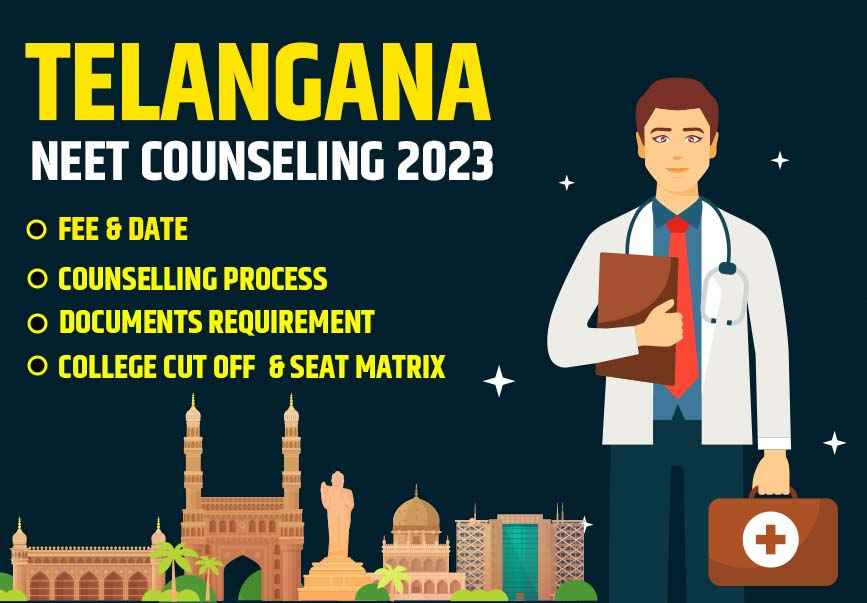 TELANGANA
NEET COUNSELING 2023
FEE & DATE
COUNSELLING PROCESS
DOCUMENTS REQUIREMENT
COLLEGE CUT OFF & SEAT MATRIX